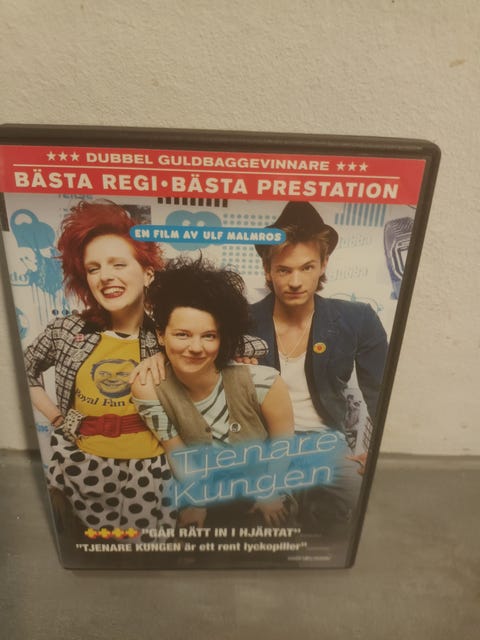 ★★★ DUBBEL GULDBAGGEVINNARE ★★★
BÄSTA REGI • BÄSTA PRESTATION
EN FILM AV ULF MALMROS
Royal Fan
Tjenare
Kungen
"GÅR RÄTT IN I HJÄRTAT"
"TJENARE KUNGEN är ett rent lyckopiller"